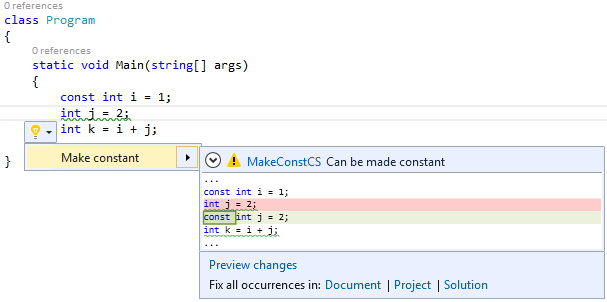 0 references
class Program
{
0 references
static void Main(string[] args)
{
const int i = 1;
int j = 2;
int k = i + j;
Make constant
}
MakeConstCS Can be made constant
...
const int i = 1;
int j = 2;
const int j = 2;
int k = i + j;
...
Preview changes
Fix all occurrences in: Document | Project | Solution